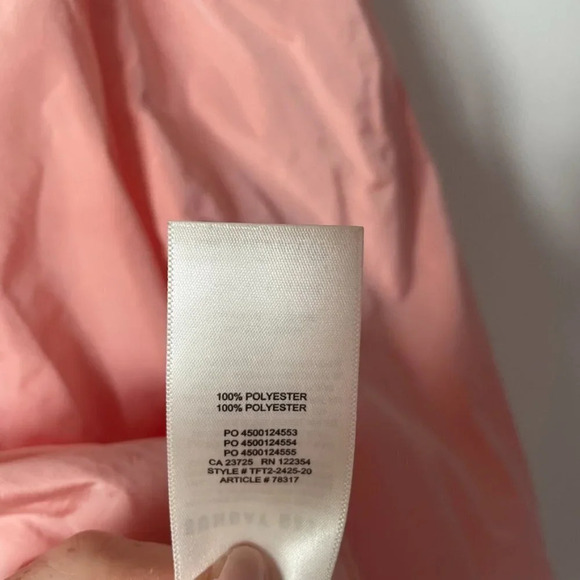 100% POLYESTER
100% POLYESTER
PO 4500124553
PO 4500124554
PO 4500124555
CA 23725 RN 122354
STYLE # TFT2-2425-20
ARTICLE # 78317